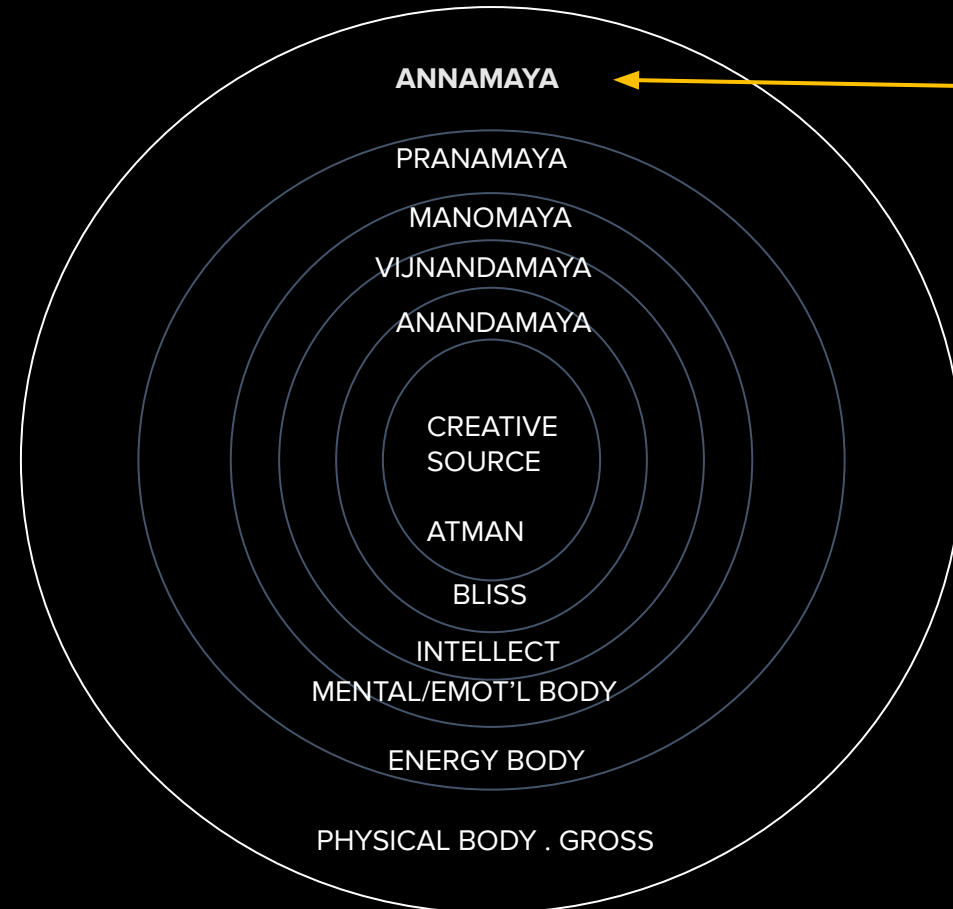 ANNAMAYA
PRANAMAYA
MANOMAYA
VIJNANDAMAYA
ANANDAMAYA
CREATIVE
SOURCE
ATMAN
BLISS
INTELLECT
MENTAL/EMOT’L BODY
ENERGY BODY
PHYSICAL BODY . GROSS